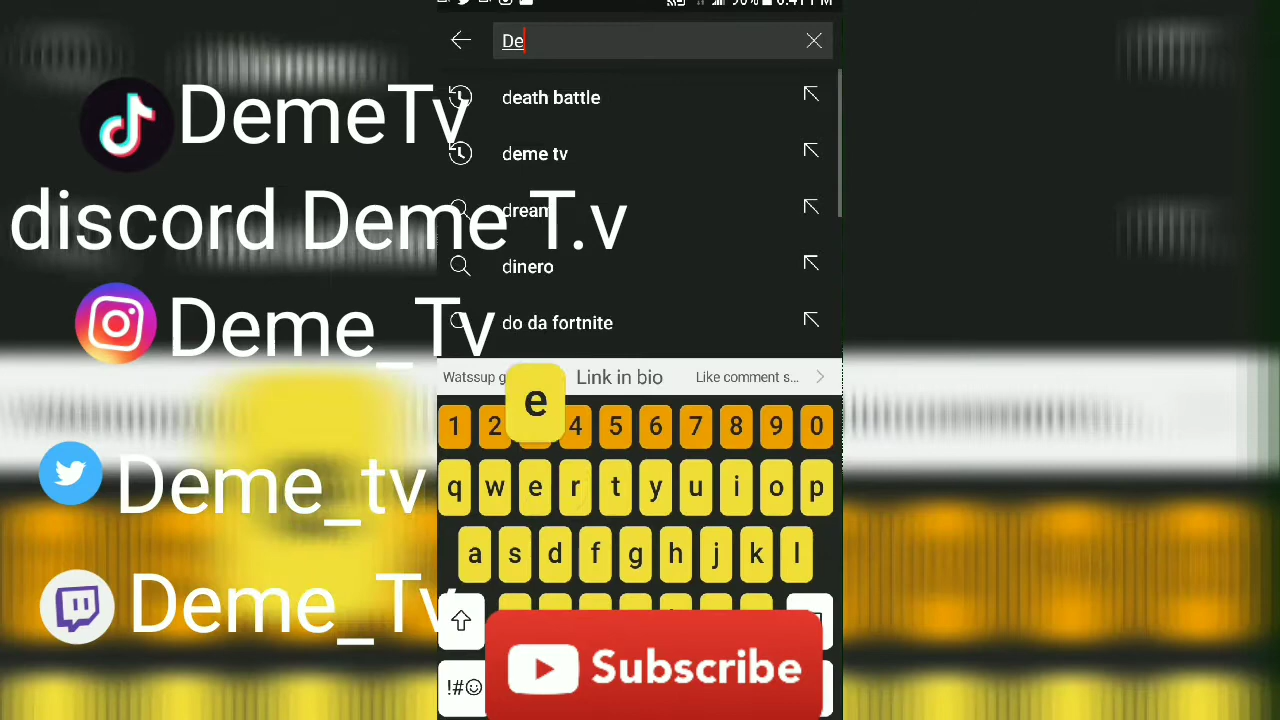 De
death battle
deme tv
dream
dinero
do da fortnite
Watssup g
Link in bio
Like comment s...
e
1 2 4 5 6 7 8 9 0
q w e r t y u i o p
a s d f g h j k l
!#☺
DemeTv
discord Deme T.v
Deme_Tv
Deme_tv
Deme_Tv
Subscribe